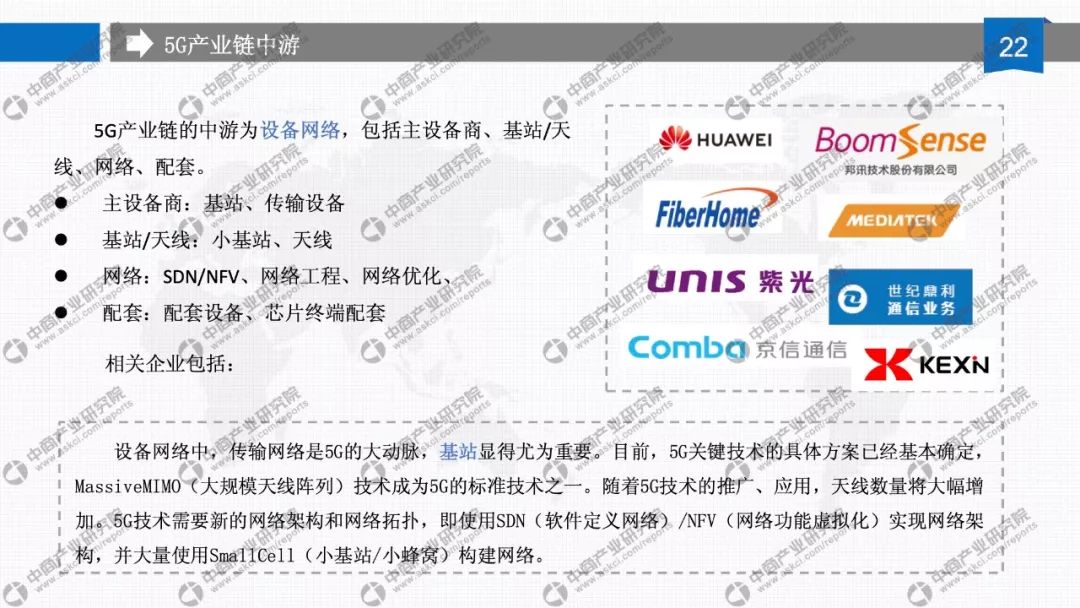 5G产业链中游
22
5G产业链的中游为设备网络，包括主设备商、基站/天
线、网络、配套。
● 主设备商：基站、传输设备
● 基站/天线：小基站、天线
● 网络：SDN/NFV、网络工程、网络优化、
● 配套：配套设备、芯片终端配套
相关企业包括：
HUAWEI
BoomSense
邦讯技术股份有限公司
FiberHome
MEDIATEK
UNIS 紫光
世纪鼎利
通信业务
Comba 京信通信
KEXIN
设备网络中，传输网络是5G的大动脉，基站显得尤为重要。目前，5G关键技术的具体方案已经基本确定，
MassiveMIMO（大规模天线阵列）技术成为5G的标准技术之一。随着5G技术的推广、应用，天线数量将大幅增
加。5G技术需要新的网络架构和网络拓扑，即使用SDN（软件定义网络）/NFV（网络功能虚拟化）实现网络架
构，并大量使用SmallCell（小基站/小蜂窝）构建网络。
中商产业研究院
www.askci.com/reports